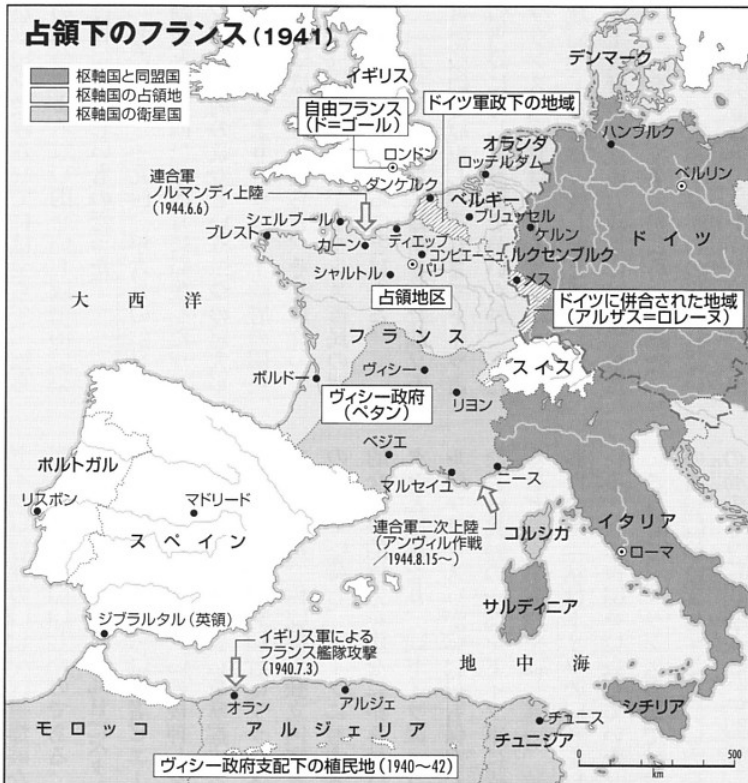 占領下のフランス(1941)
枢軸国と同盟国
枢軸国の占領地
枢軸国の衛星国
イギリス
デンマーク
自由フランス
(ド=ゴール)
ドイツ軍政下の地域
ロンドン
オランダ
ロッテルダム
ハンブルク
ベルリン
ダンケルク
連合軍
ノルマンディ上陸
(1944.6.6)
ベルギー
ブリュッセル
シェルブール
ブレスト
カーン
ディエップ
コンピエーニュ
ルクセンブルク
ケルン
ドイツ
シャルトル
パリ
メス
大西洋
占領地区
ドイツに併合された地域
(アルザス=ロレーヌ)
フランス
スイス
ヴィシー
ボルドー
ヴィシー政府
(ペタン)
リヨン
ベジエ
マルセイユ
ニース
ポルトガル
リスボン
マドリード
スペイン
連合軍二次上陸
(アンヴィル作戦
/1944.8.15〜)
コルシカ
イタリア
ローマ
サルディニア
ジブラルタル(英領)
イギリス軍による
フランス艦隊攻撃
(1940.7.3)
地中海
オラン
アルジェ
シチリア
モロッコ
アルジェリア
チュニス
チュニジア
ヴィシー政府支配下の植民地(1940〜42)
0
500
km